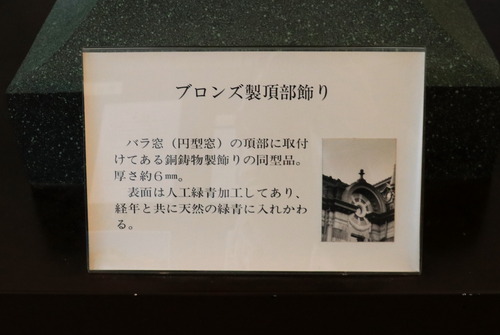 ブロンズ製頂部飾り
バラ窓（円型窓）の頂部に取付
けてある銅鋳物製飾りの同型品。
厚さ約６㎜。
表面は人工緑青加工してあり、
経年と共に天然の緑青に入れかわ
る。